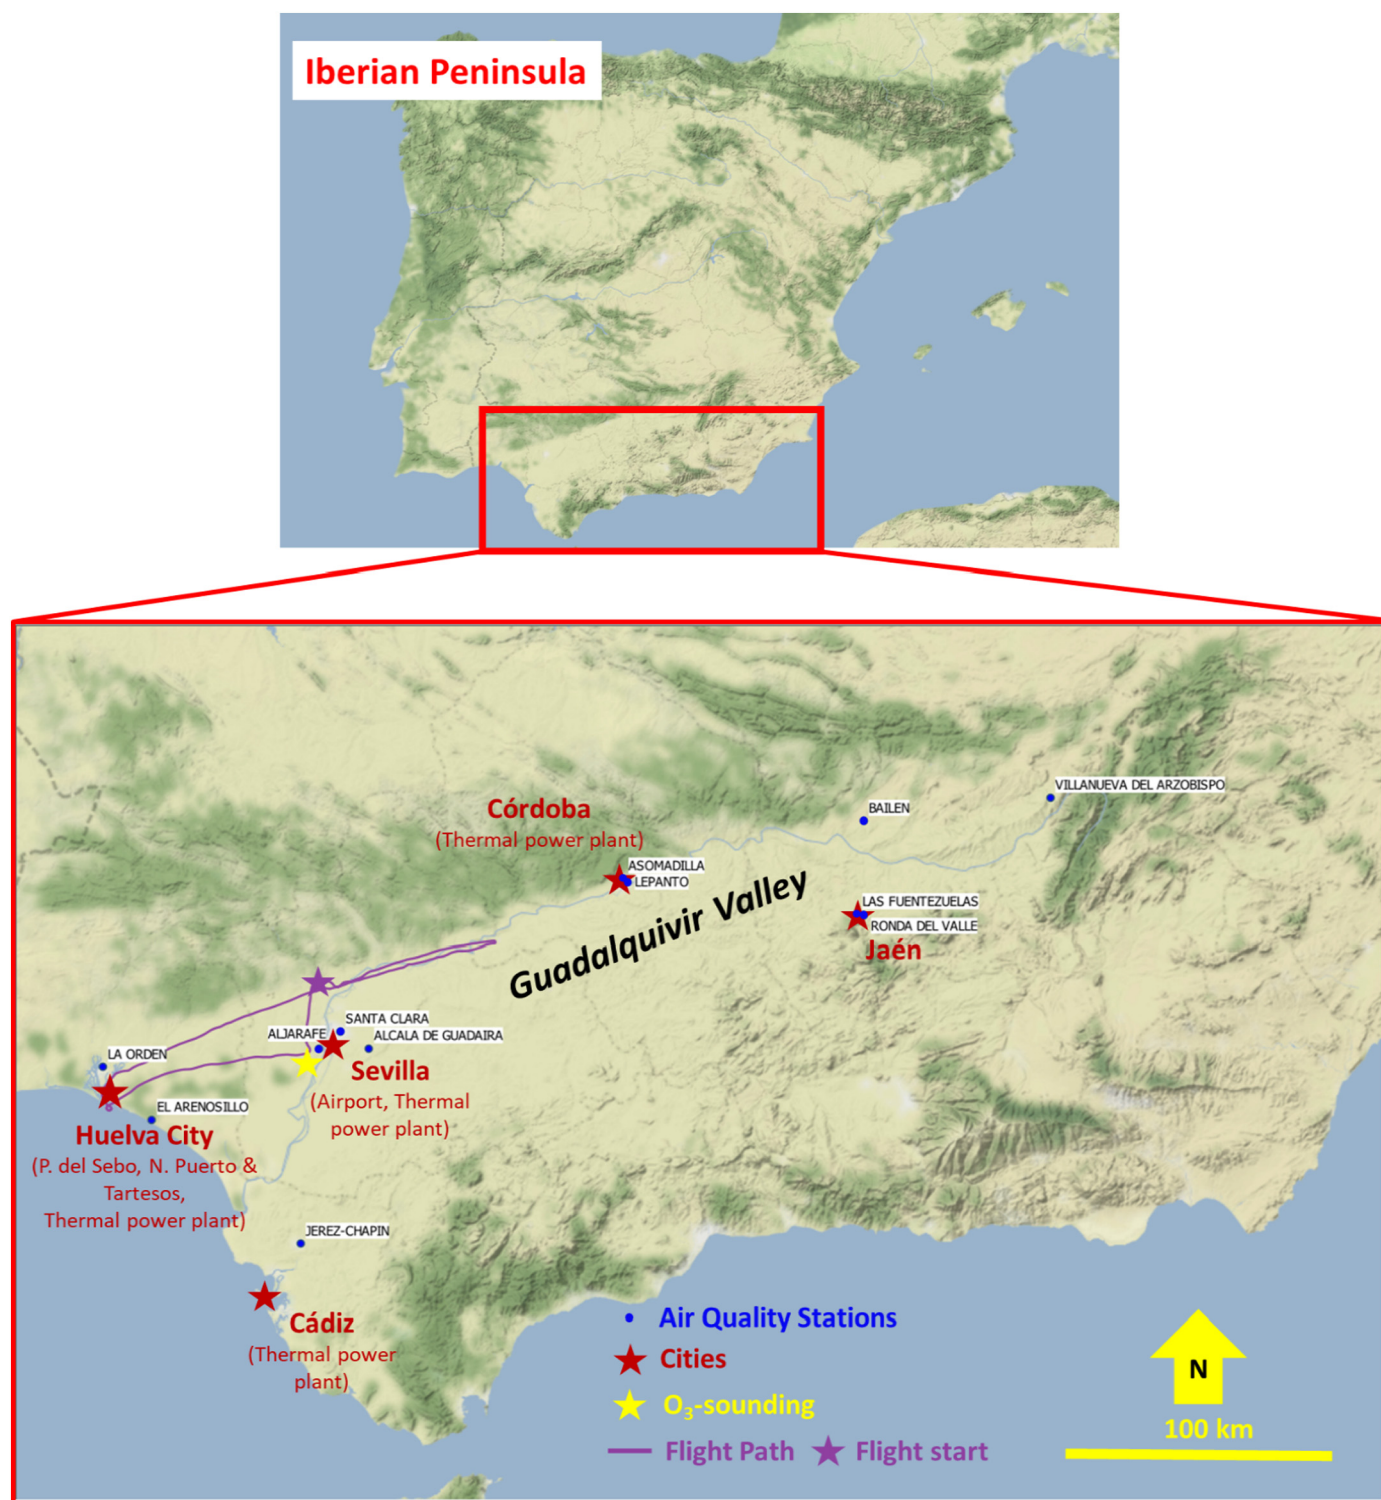 Iberian Peninsula
VILLANUEVA DEL ARZOBISPO
BAILEN
Córdoba
(Thermal power plant)
ASOMADILLA
LEPANTO
Guadalquivir Valley
LAS FUENTEZUELAS
RONDA DEL VALLE
Jaén
SANTA CLARA
ALJARAFE
ALCALA DE GUADAIRA
LA ORDEN
Sevilla
(Airport, Thermal
power plant)
EL ARENOSILLO
Huelva City
(P. del Sebo, N. Puerto &
Tartesos,
Thermal power plant)
JEREZ-CHAPIN
Cádiz
(Thermal power
plant)
Air Quality Stations
Cities
O₃-sounding
Flight Path
Flight start
N
100 km